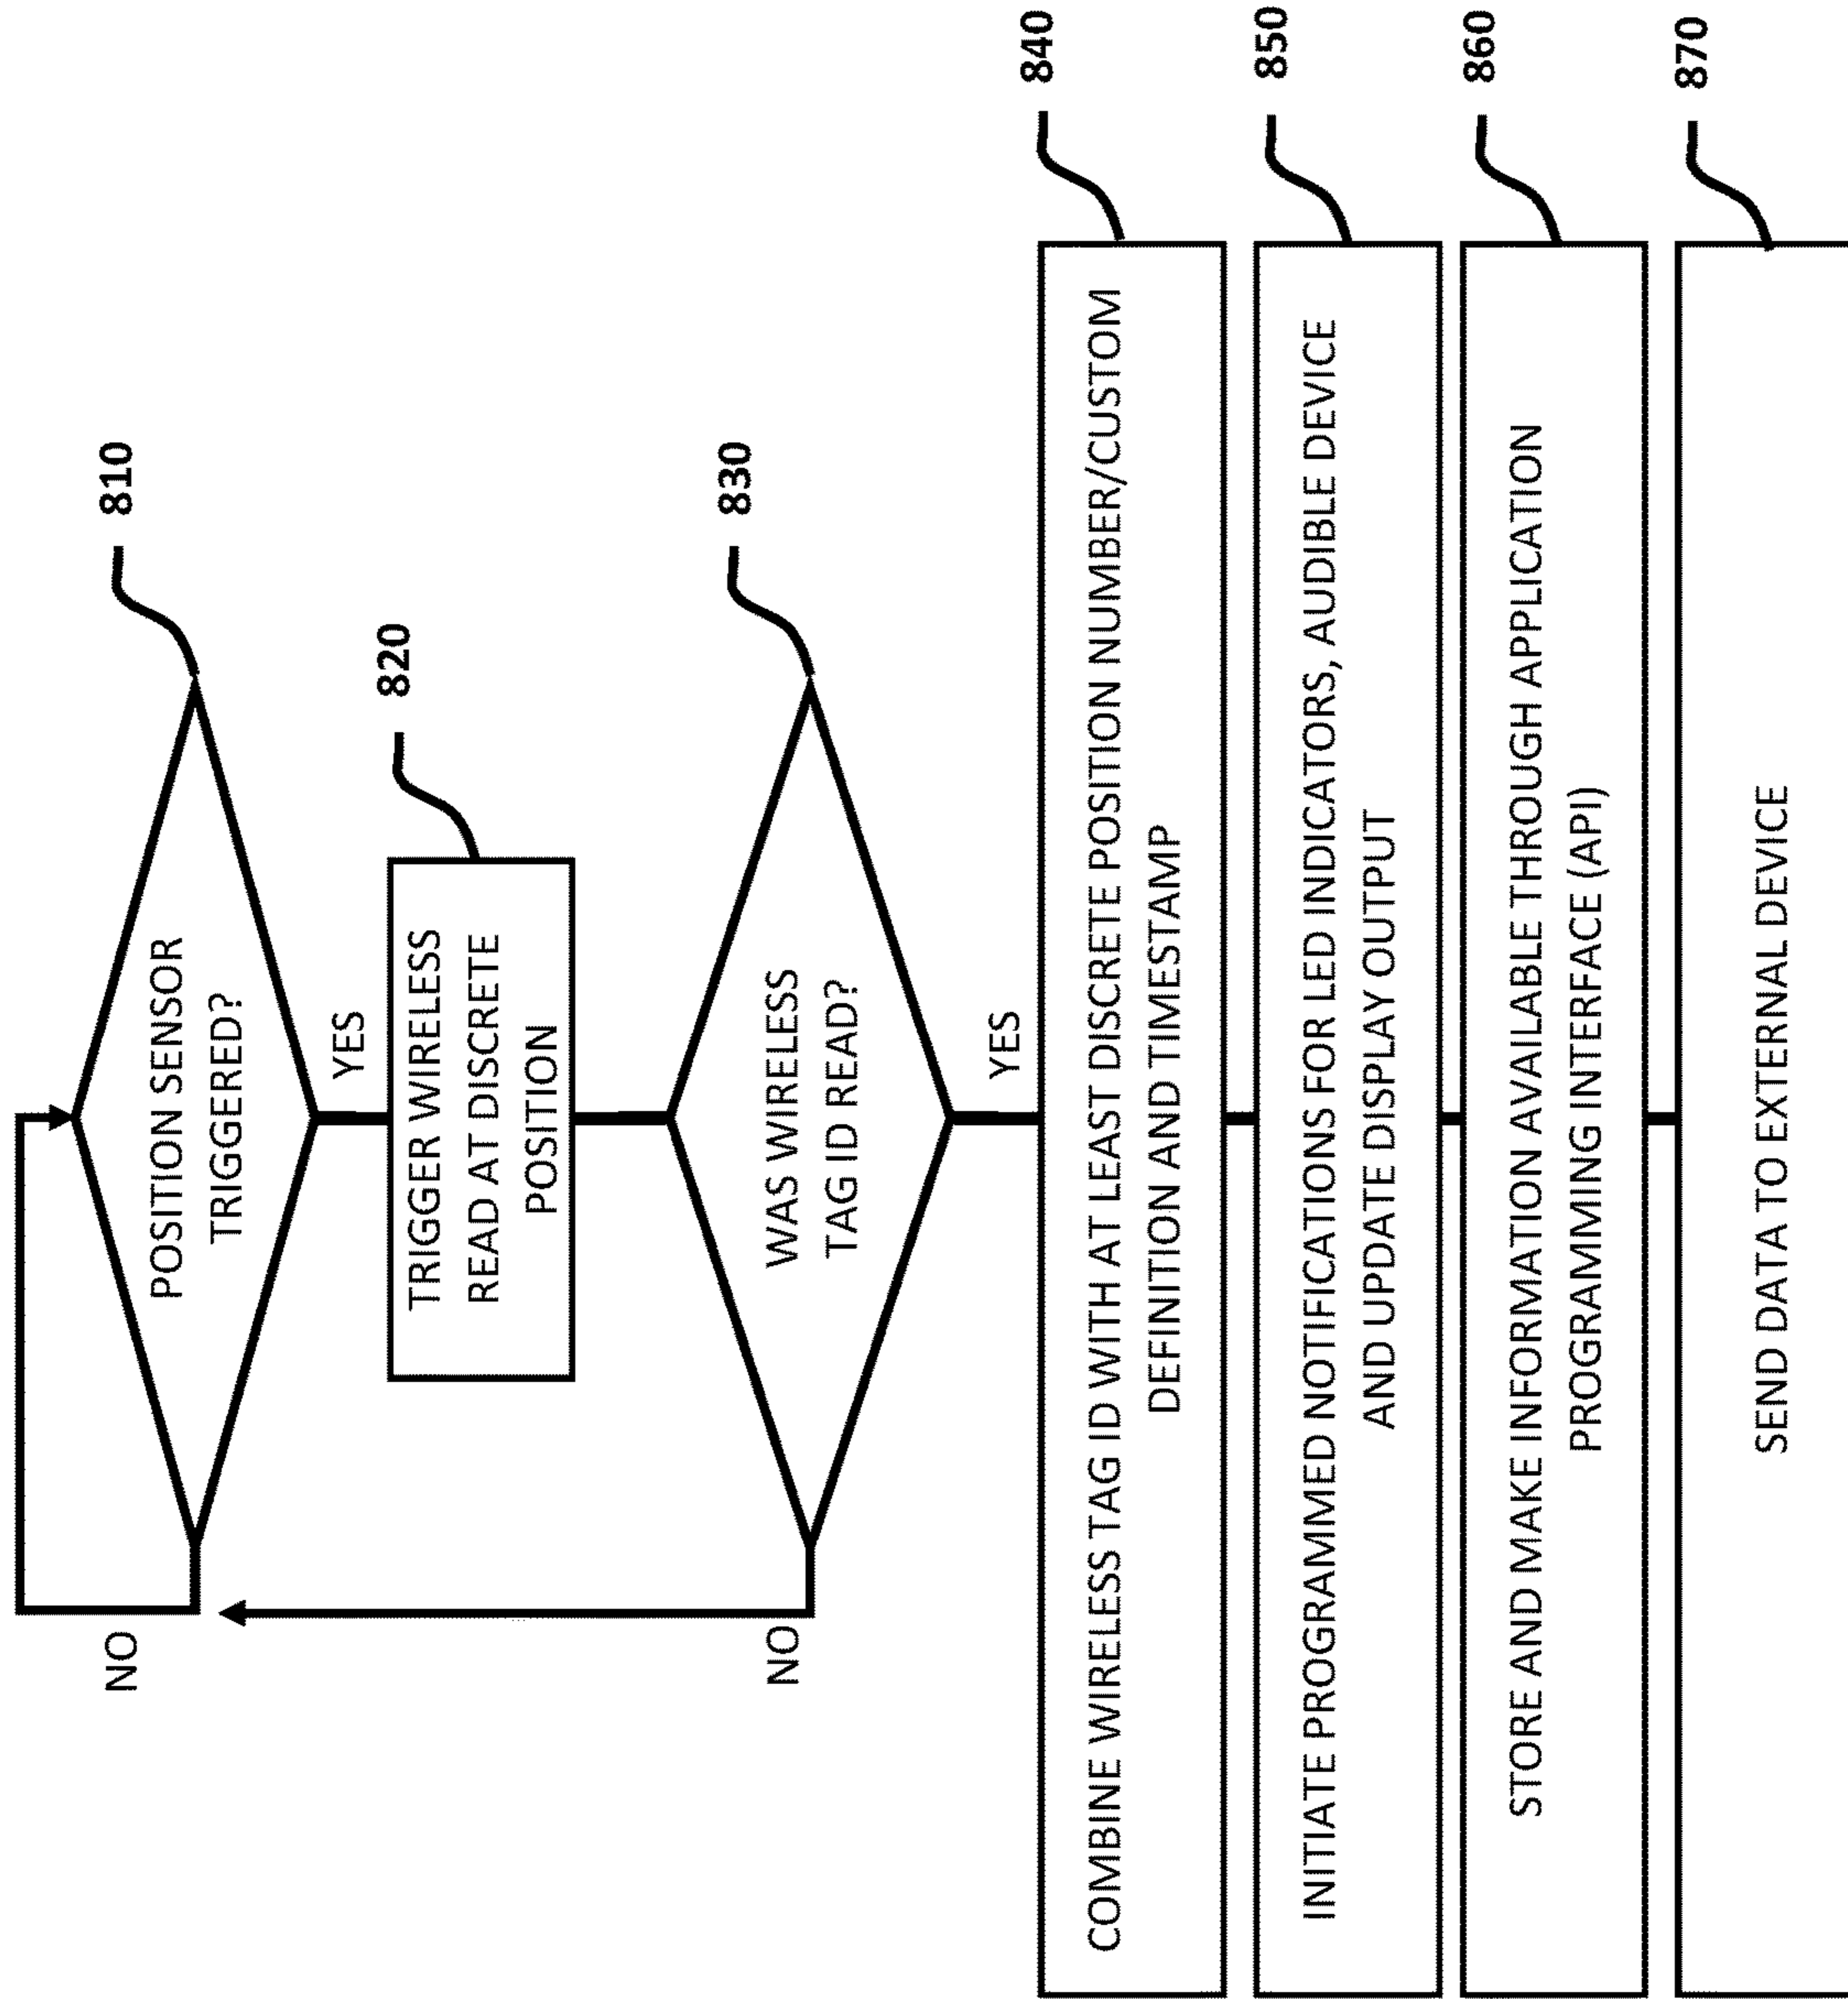 810
POSITION SENSOR
TRIGGERED?
NO
YES
820
TRIGGER WIRELESS
READ AT DISCRETE
POSITION
830
WAS WIRELESS
TAG ID READ?
NO
YES
840
COMBINE WIRELESS TAG ID WITH AT LEAST DISCRETE POSITION NUMBER/CUSTOM
DEFINITION AND TIMESTAMP
850
INITIATE PROGRAMMED NOTIFICATIONS FOR LED INDICATORS, AUDIBLE DEVICE
AND UPDATE DISPLAY OUTPUT
860
STORE AND MAKE INFORMATION AVAILABLE THROUGH APPLICATION
PROGRAMMING INTERFACE (API)
870
SEND DATA TO EXTERNAL DEVICE